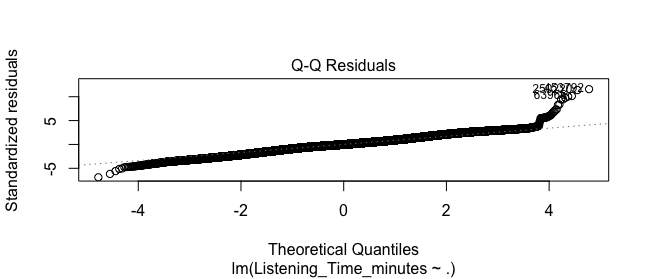 Q-Q Residuals
Standardized residuals
5
-5
-4
-2
0
2
4
Theoretical Quantiles
lm(Listening_Time_minutes ~ .)